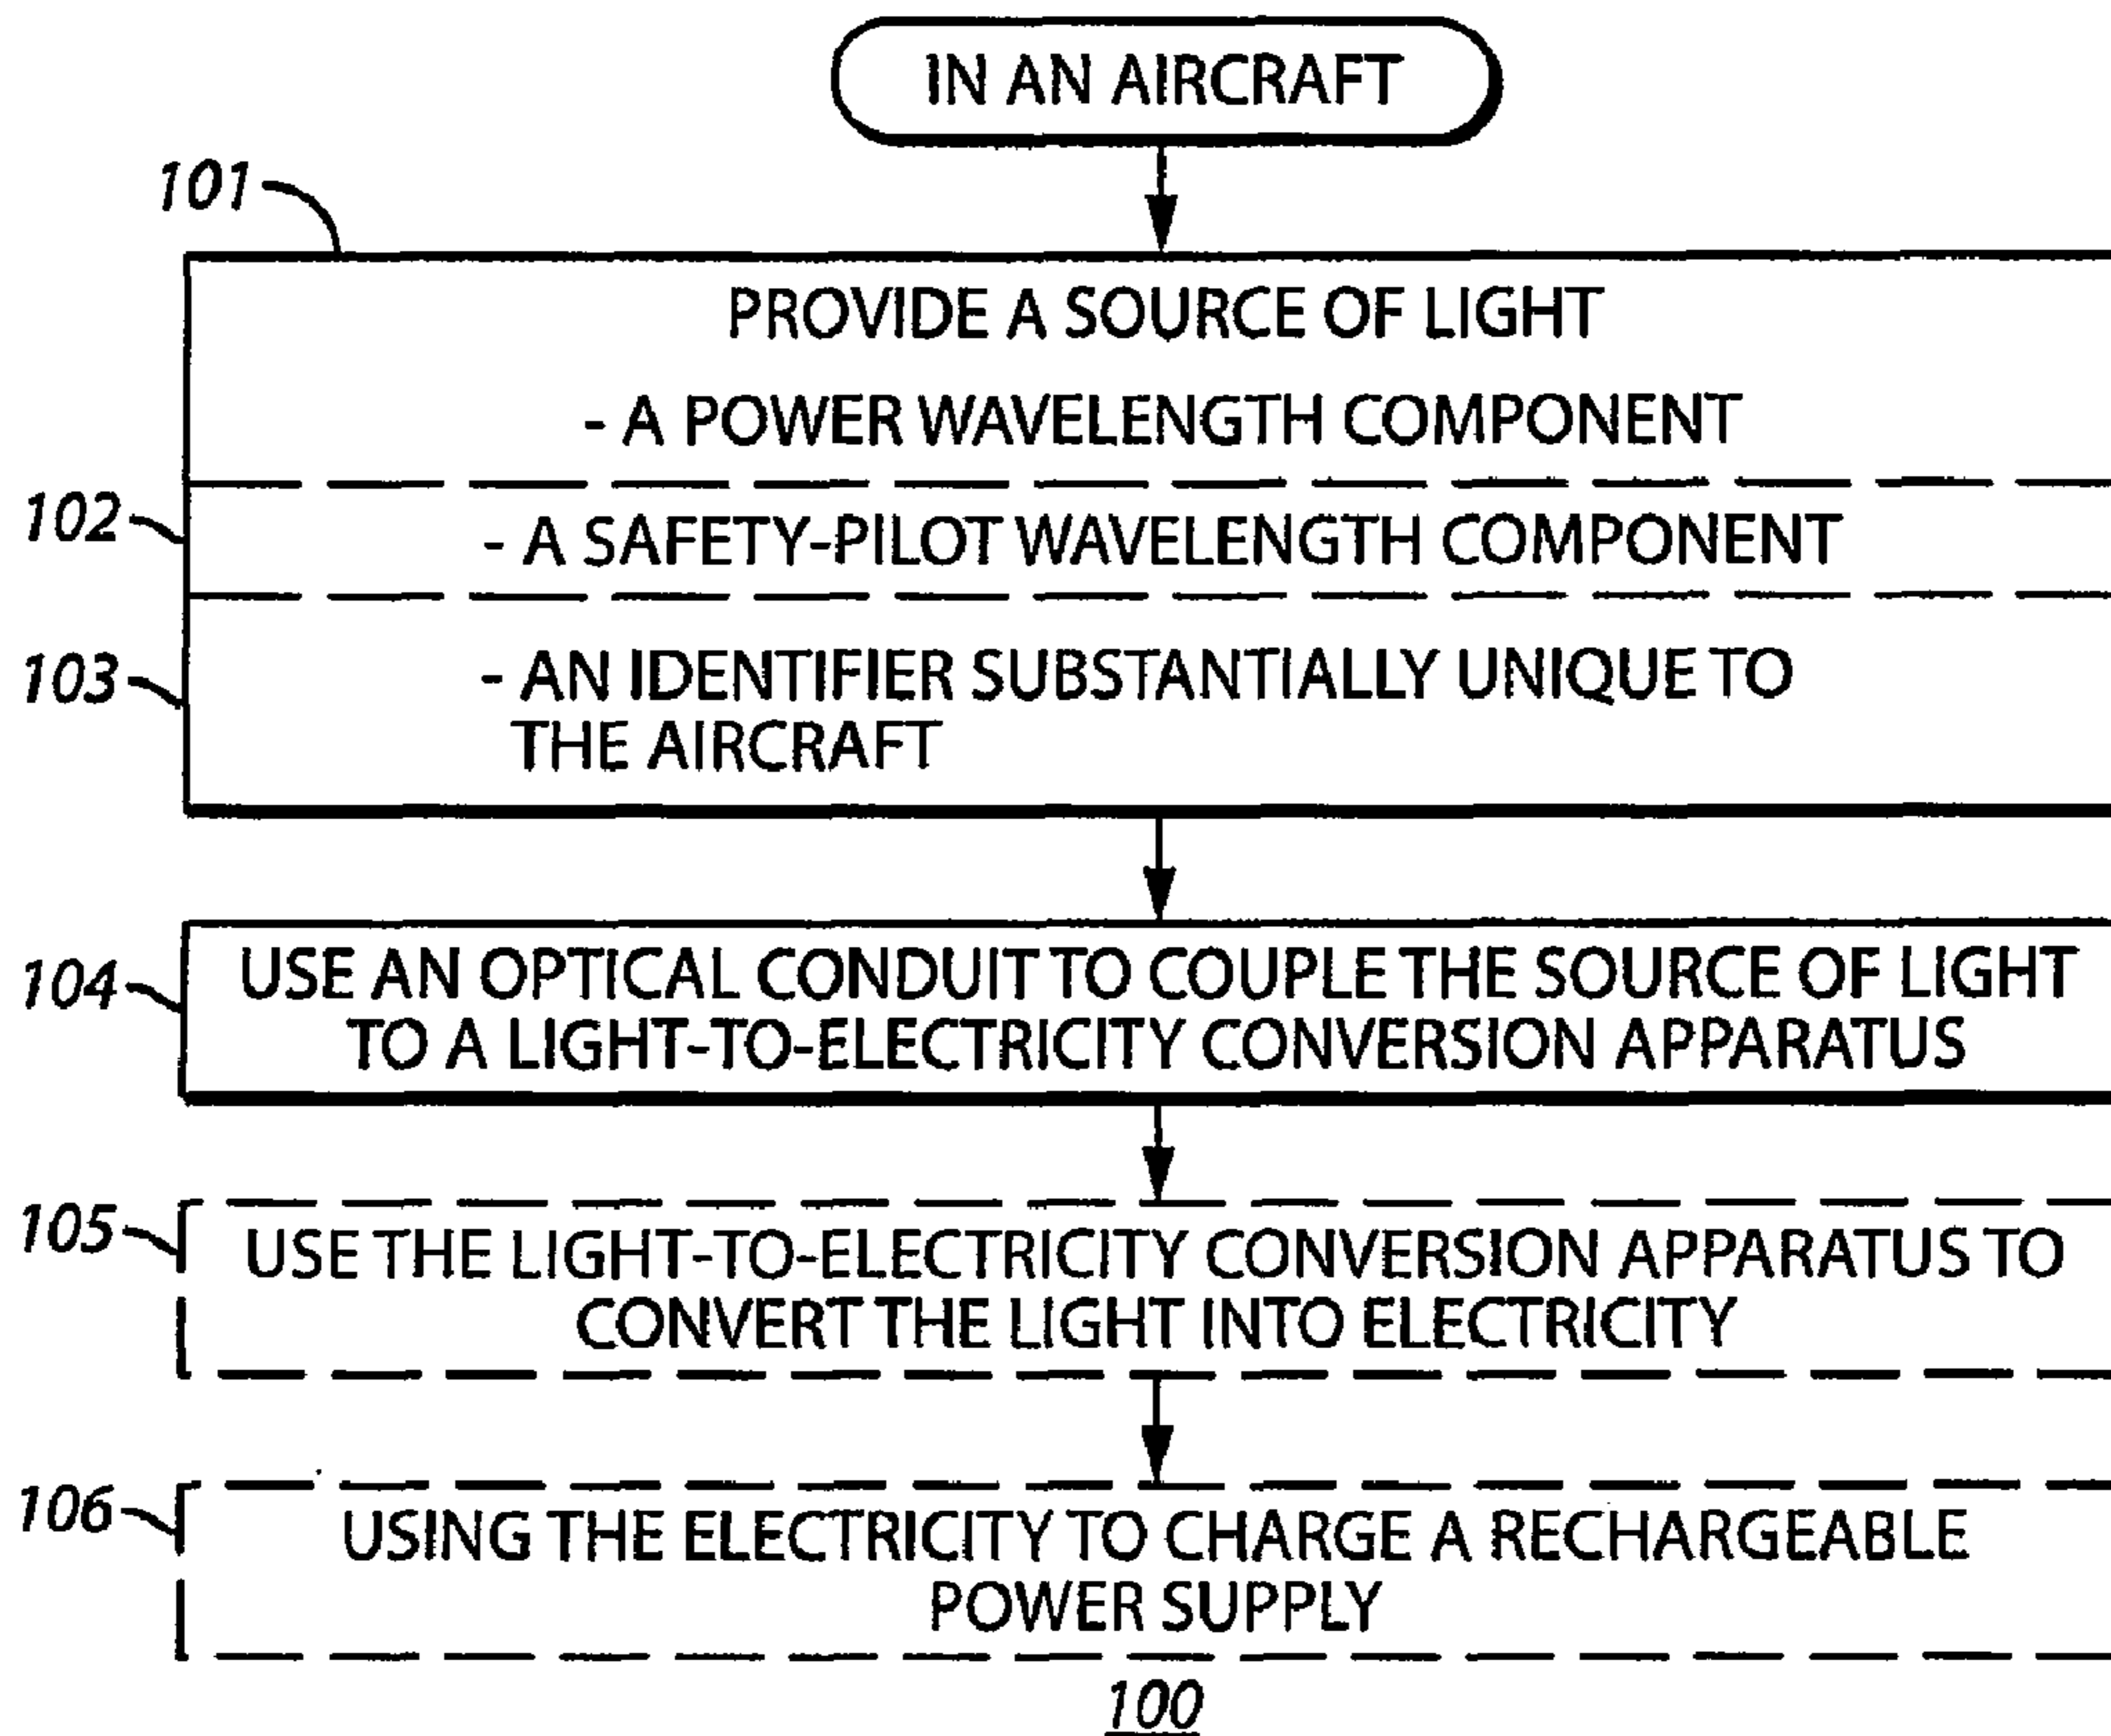 IN AN AIRCRAFT
101
PROVIDE A SOURCE OF LIGHT
- A POWER WAVELENGTH COMPONENT
102
- A SAFETY-PILOT WAVELENGTH COMPONENT
103
- AN IDENTIFIER SUBSTANTIALLY UNIQUE TO
THE AIRCRAFT
104
USE AN OPTICAL CONDUIT TO COUPLE THE SOURCE OF LIGHT
TO A LIGHT-TO-ELECTRICITY CONVERSION APPARATUS
105
USE THE LIGHT-TO-ELECTRICITY CONVERSION APPARATUS TO
CONVERT THE LIGHT INTO ELECTRICITY
106
USING THE ELECTRICITY TO CHARGE A RECHARGEABLE
POWER SUPPLY
100